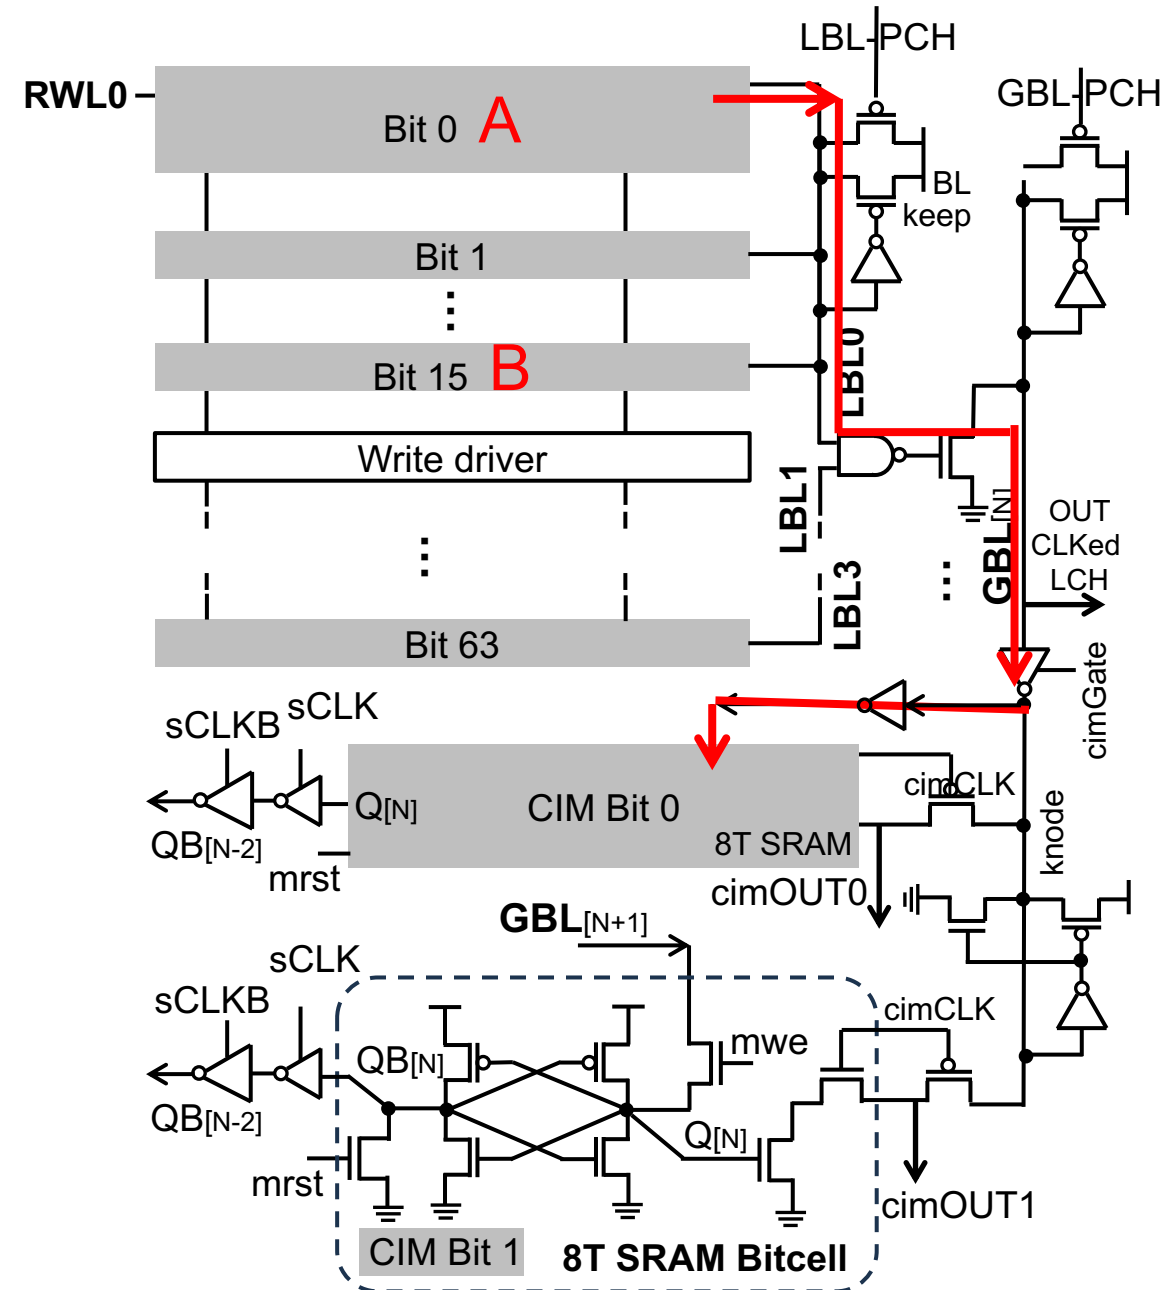 LBL-PCH
GBL-PCH
RWL0
Bit 0 A
BL
keep
Bit 1
⋮
Bit 15 B
LBL0
Write driver
LBL1
GBL[N]
OUT
CLKed
LCH
⋮
⋮
LBL3
Bit 63
cimGate
sCLKB
sCLK
Q[N]
CIM Bit 0
8T SRAM
cimCLK
QB[N-2]
mrst
cimOUT0
knode
GBL[N+1]
sCLK
sCLKB
cimCLK
QB[N]
mwe
QB[N-2]
Q[N]
mrst
cimOUT1
CIM Bit 1
8T SRAM Bitcell